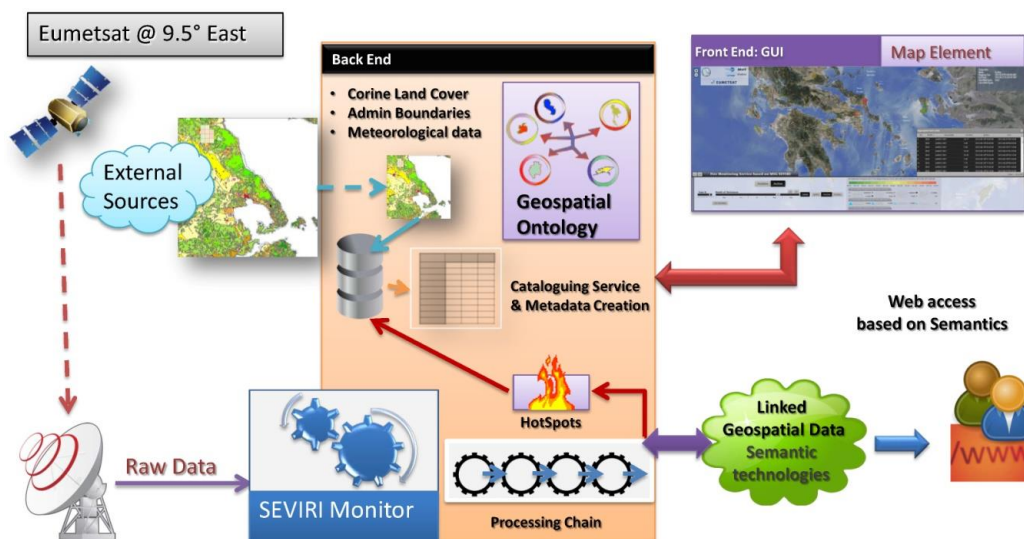 Eumetsat @ 9.5° East
Back End
• Corine Land Cover
• Admin Boundaries
• Meteorological data
External
Sources
Geospatial
Ontology
Front End: GUI
Map Element
EUMETSAT
Cataloguing Service
& Metadata Creation
Web access
based on Semantics
HotSpots
Linked
Geospatial Data
Semantic
technologies
/www
Raw Data
SEVIRI Monitor
Processing Chain